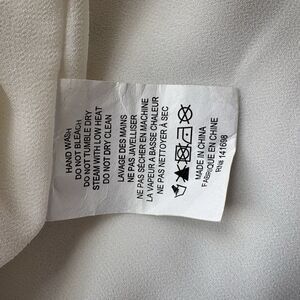 HAND WASH
DO NOT BLEACH
DO NOT TUMBLE DRY
STEAM WITH LOW HEAT
DO NOT DRY CLEAN
LAVAGE DES MAINS
NE PAS JAVELLISER
NE PAS SÉCHER EN MACHINE
LA VAPEUR A BASSE CHALEUR
NE PAS NETTOYER À SEC
MADE IN CHINA
FABRIQUÉ EN CHINE
RN# 141698